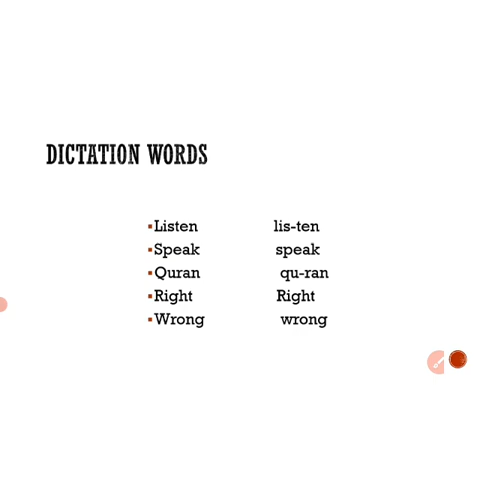 DICTATION WORDS
Listen lis-ten
Speak speak
Quran qu-ran
Right Right
Wrong wrong